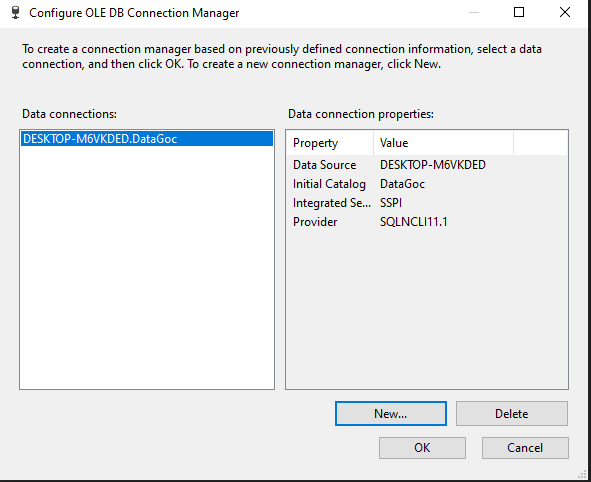 Configure OLE DB Connection Manager
To create a connection manager based on previously defined connection information, select a data
connection, and then click OK. To create a new connection manager, click New.
Data connections:
DESKTOP-M6VKDED.DataGoc
Data connection properties:
Property Value
Data Source DESKTOP-M6VKDED
Initial Catalog DataGoc
Integrated Se... SSPI
Provider SQLNCLI11.1
New... Delete
OK Cancel